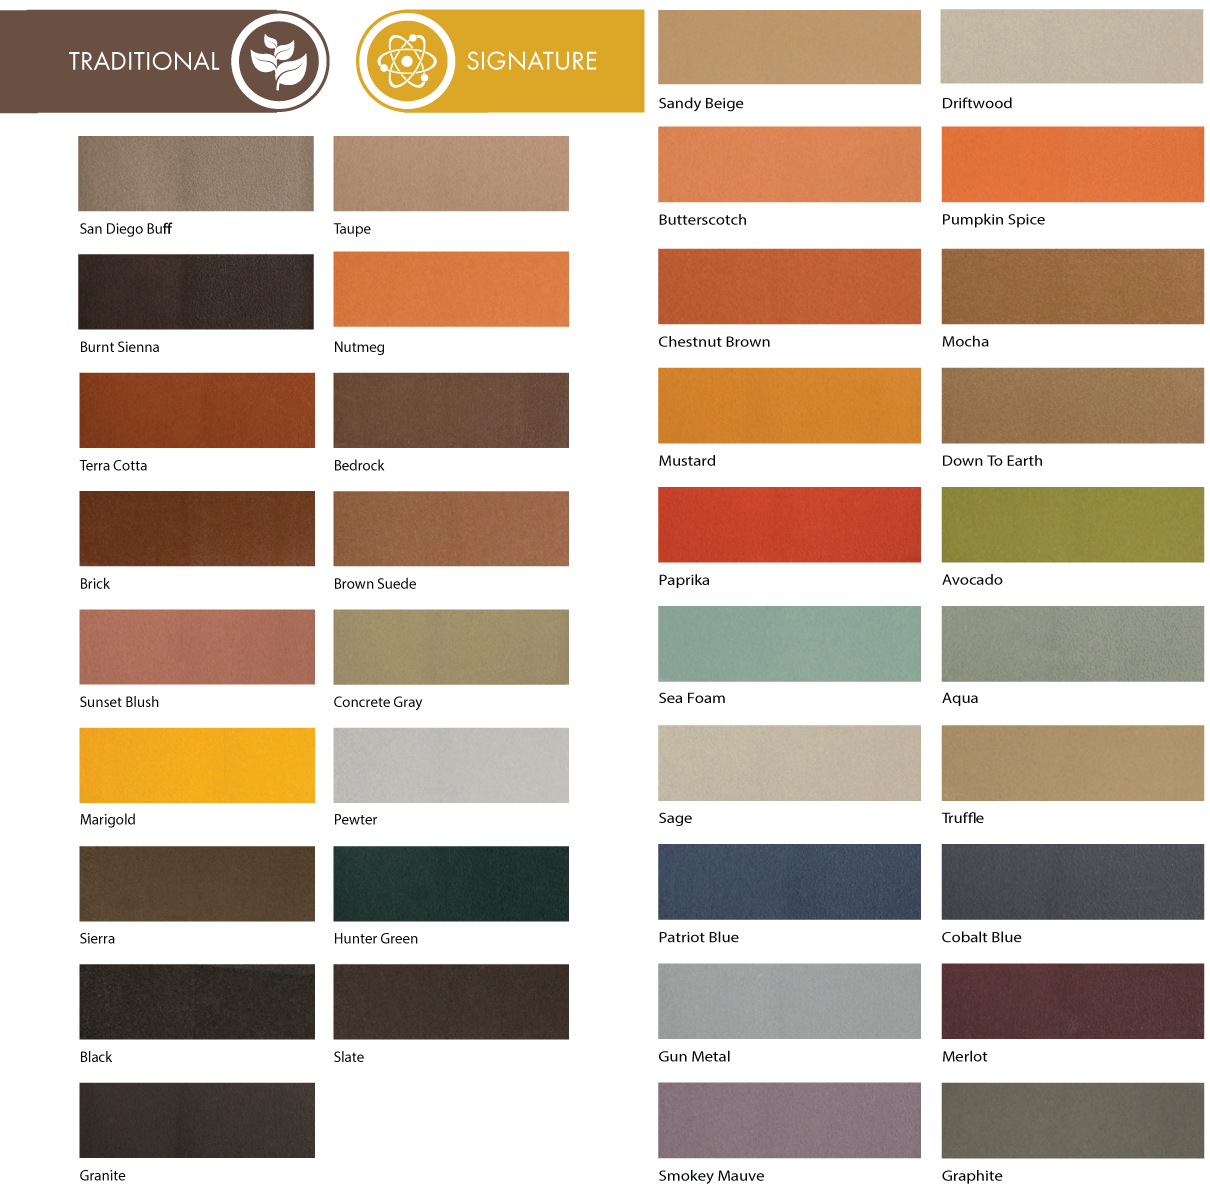 TRADITIONAL
SIGNATURE
San Diego Buff
Taupe
Burnt Sienna
Nutmeg
Terra Cotta
Bedrock
Brick
Brown Suede
Sunset Blush
Concrete Gray
Marigold
Pewter
Sierra
Hunter Green
Black
Slate
Granite
Sandy Beige
Driftwood
Butterscotch
Pumpkin Spice
Chestnut Brown
Mocha
Mustard
Down To Earth
Paprika
Avocado
Sea Foam
Aqua
Sage
Truffle
Patriot Blue
Cobalt Blue
Gun Metal
Merlot
Smokey Mauve
Graphite